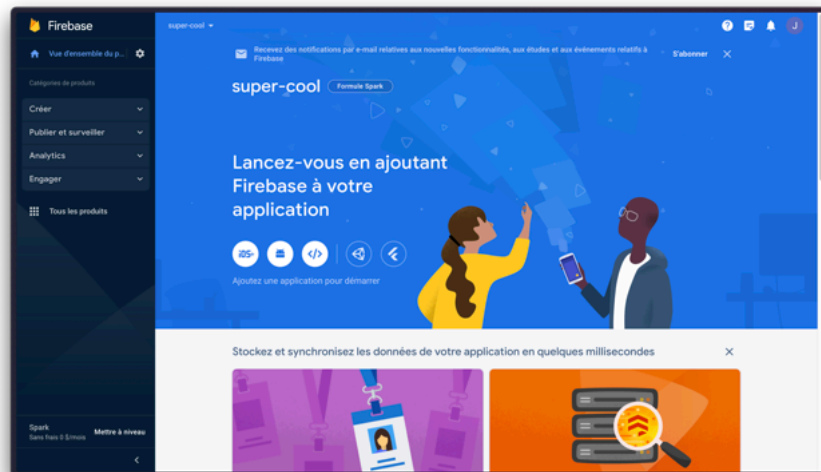 Firebase
super-cool
Vue d'ensemble du p...
Recevez des notifications par e-mail relatives aux nouvelles fonctionnalités, aux études et aux événements relatifs à
Firebase
S'abonner
Catégories de produits
super-cool
Formule Spark
Créer
Publier et surveiller
Analytics
Engager
Tous les produits
Lancez-vous en ajoutant
Firebase à votre
application
iOS+
Ajoutez une application pour démarrer
Stockez et synchronisez les données de votre application en quelques millisecondes
Spark
Sans frais 0 $/mois
Mettre à niveau
J